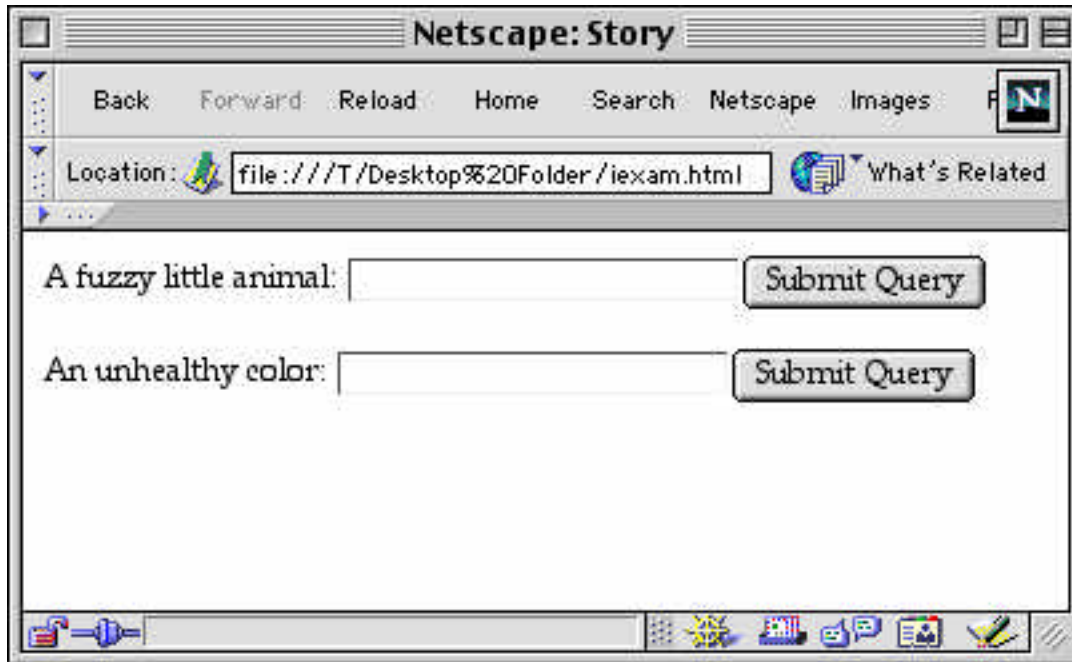 Netscape: Story
Back Forward Reload Home Search Netscape Images
N
Location: file:///T/Desktop%20Folder/iexam.html What's Related
A fuzzy little animal: Submit Query
An unhealthy color: Submit Query